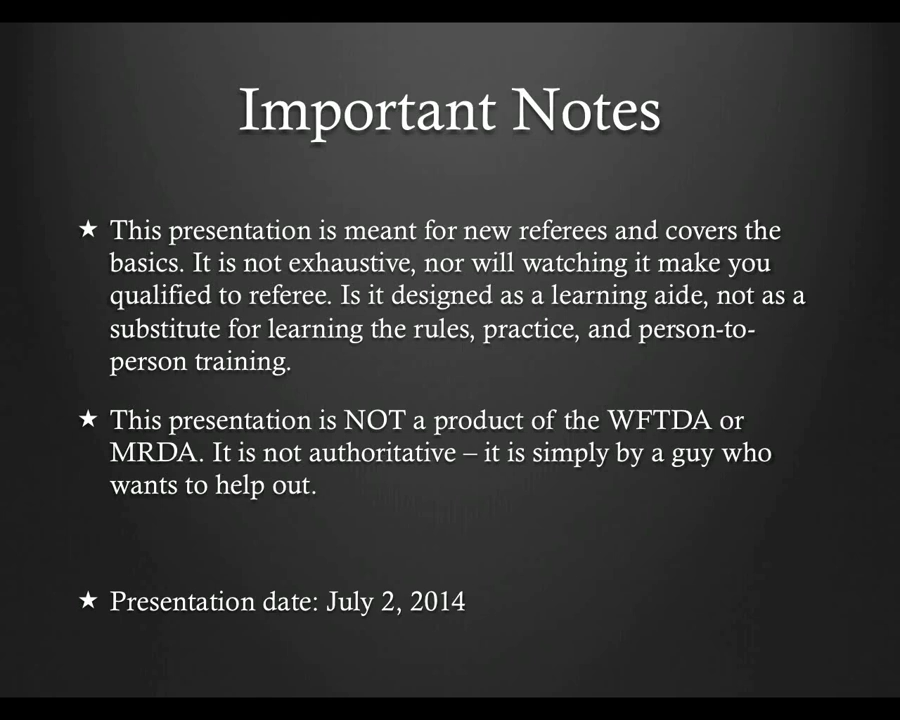 Important Notes
★ This presentation is meant for new referees and covers the
basics. It is not exhaustive, nor will watching it make you
qualified to referee. Is it designed as a learning aide, not as a
substitute for learning the rules, practice, and person-to-
person training.
★ This presentation is NOT a product of the WFTDA or
MRDA. It is not authoritative – it is simply by a guy who
wants to help out.
★ Presentation date: July 2, 2014